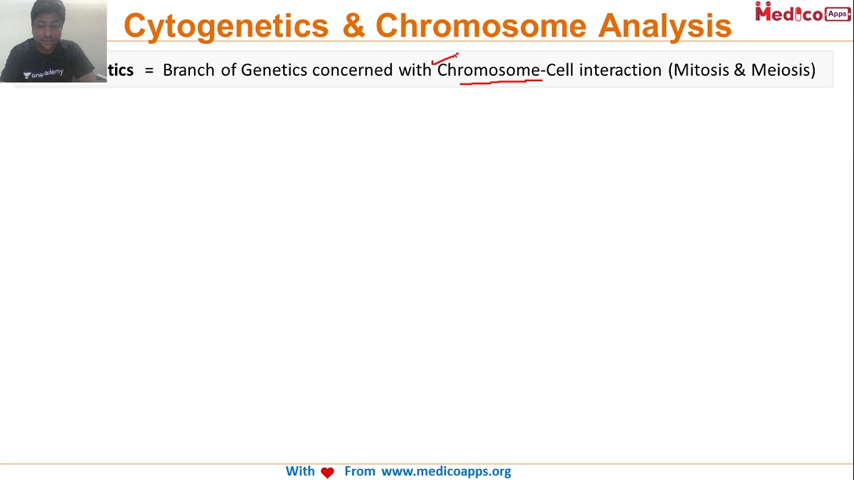 Cytogenetics & Chromosome Analysis
Medico Apps
tics = Branch of Genetics concerned with Chromosome-Cell interaction (Mitosis & Meiosis)
unacademy
With From www.medicoapps.org